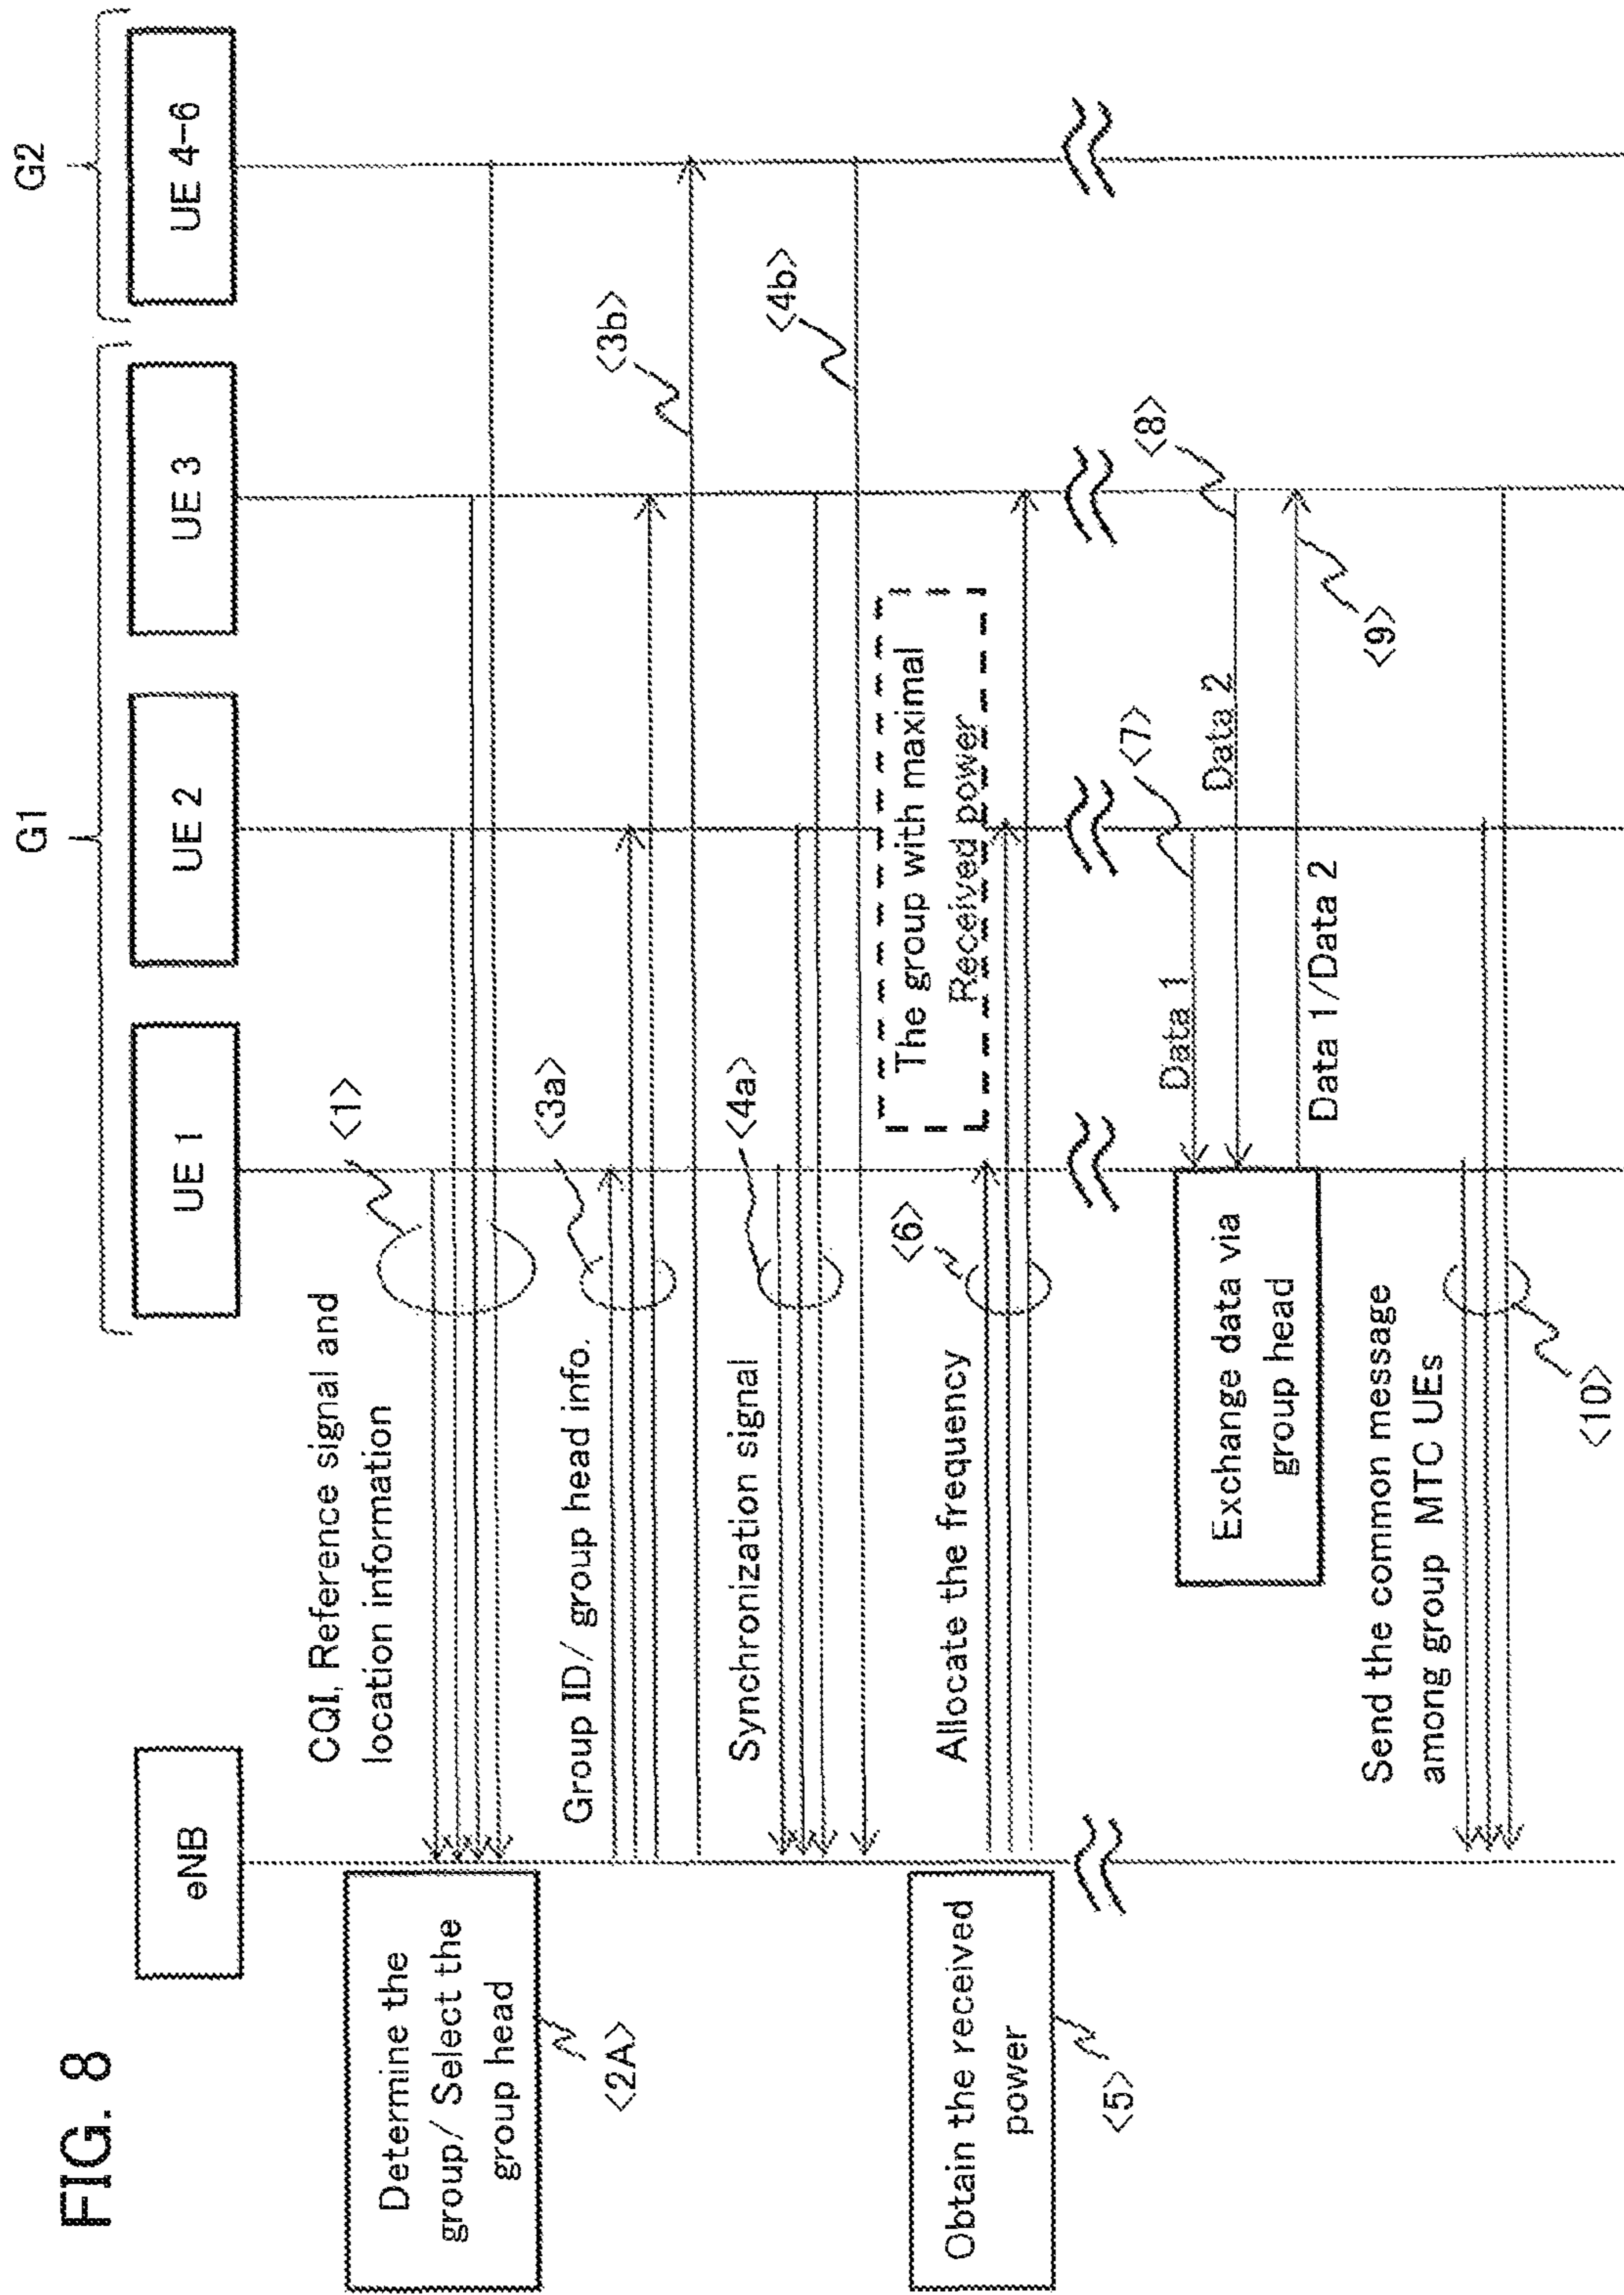 FIG. 8
G1
G2
eNB
UE 1
UE 2
UE 3
UE 4-6
CQI, Reference signal and
location information
<1>
Determine the
group/ Select the
group head
<2A>
Group ID/ group head info.
<3a>
<3b>
Synchronization signal
<4a>
<4b>
Obtain the received
power
<5>
The group with maximal
Received power
Allocate the frequency
<6>
Data 1
<7>
Data 2
<8>
Exchange data via
group head
Data 1/Data 2
<9>
Send the common message
among group MTC UEs
<10>